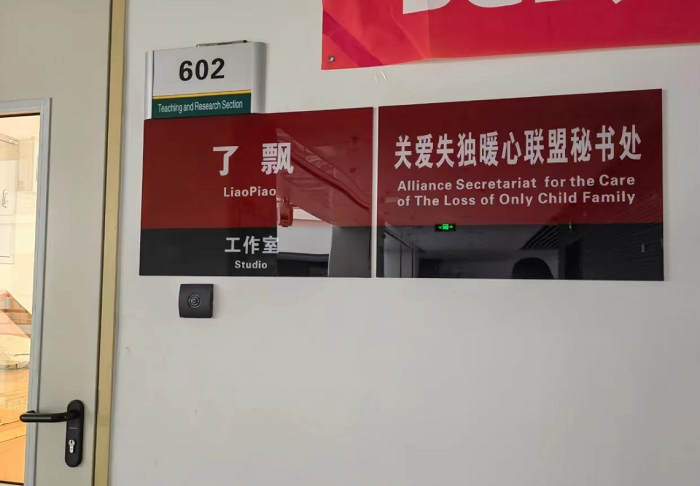 602
Teaching and Research Section
了飘
LiaoPiao
工作室
Studio
关爱失独暖心联盟秘书处
Alliance Secretariat for the Care
of The Loss of Only Child Family